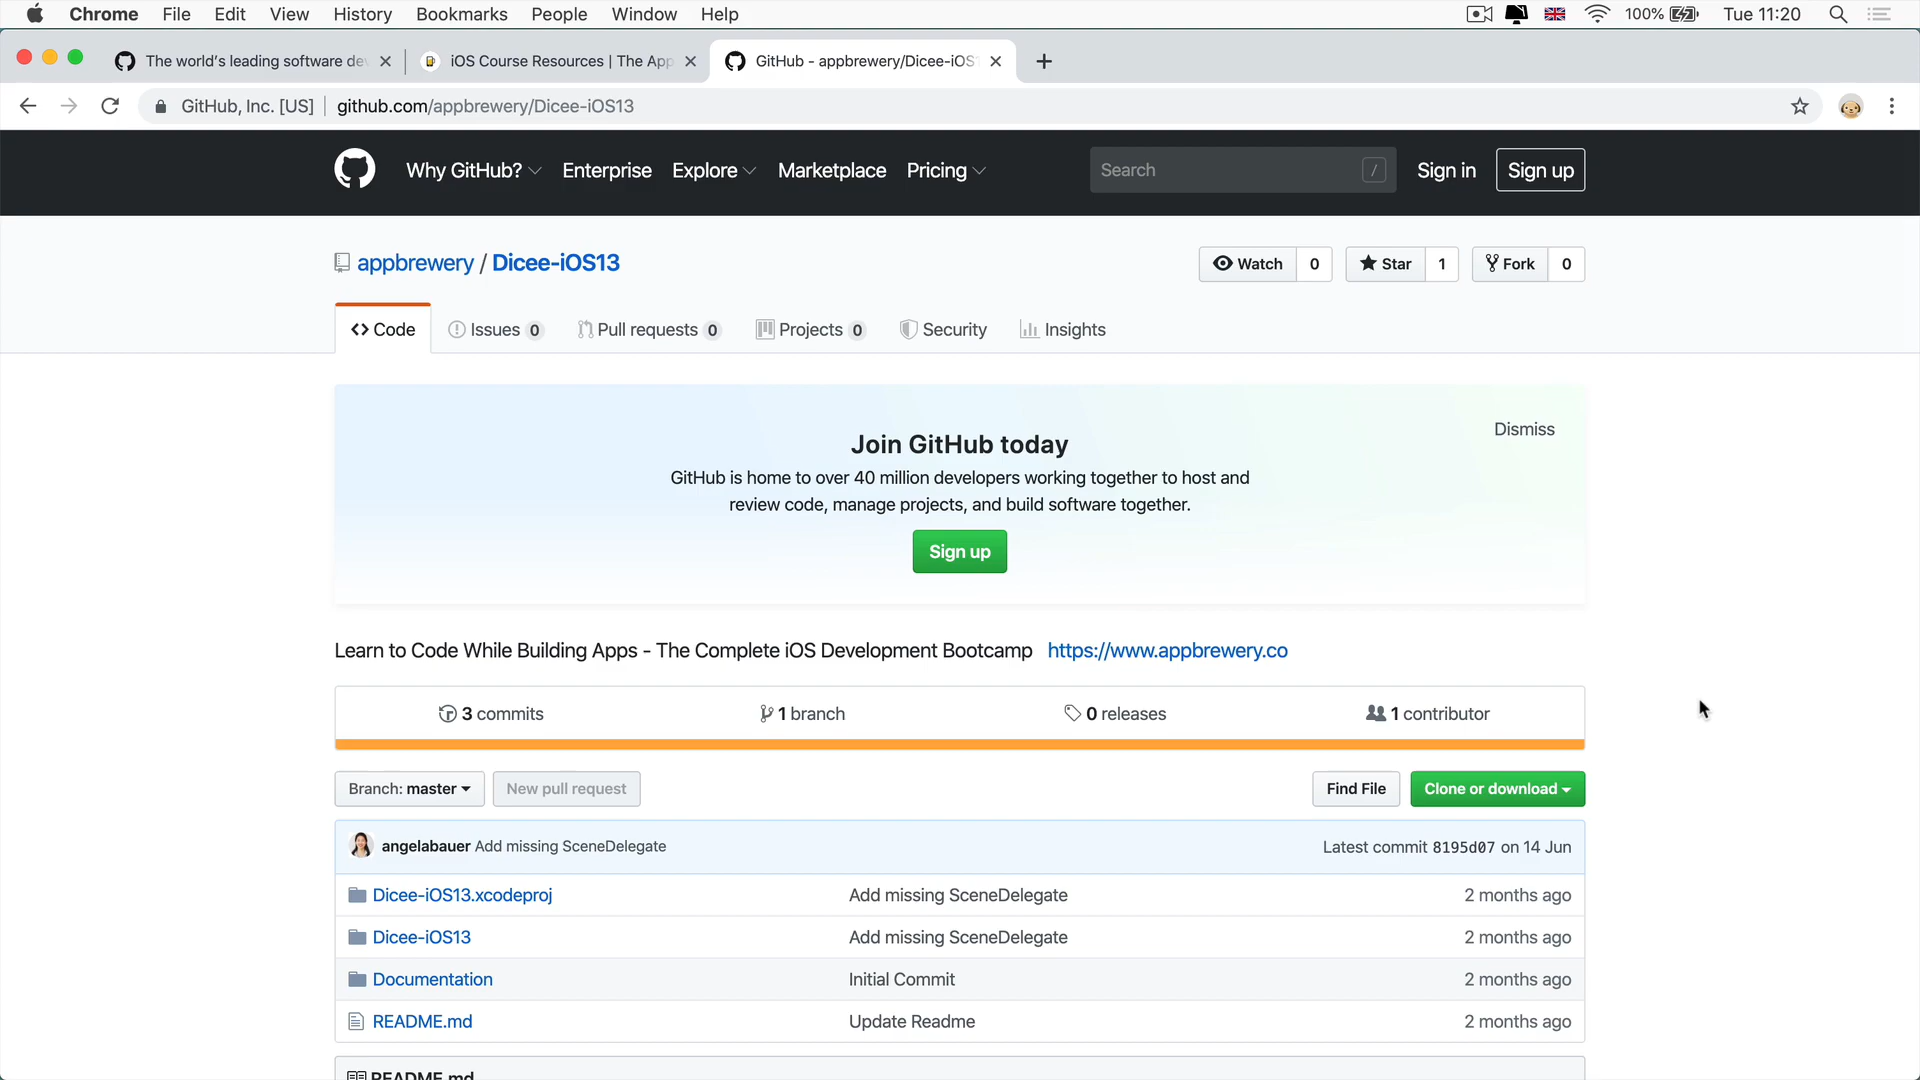 Chrome File Edit View History Bookmarks People Window Help 100% Tue 11:20
The world's leading software de
iOS Course Resources | The App
GitHub - appbrewery/Dicee-iOS
GitHub, Inc. [US] github.com/appbrewery/Dicee-iOS13
Why GitHub? Enterprise Explore Marketplace Pricing Search / Sign in Sign up
appbrewery / Dicee-iOS13 Watch 0 Star 1 Fork 0
Code Issues 0 Pull requests 0 Projects 0 Security Insights
Dismiss
Join GitHub today
GitHub is home to over 40 million developers working together to host and
review code, manage projects, and build software together.
Sign up
Learn to Code While Building Apps - The Complete iOS Development Bootcamp https://www.appbrewery.co
3 commits 1 branch 0 releases 1 contributor
Branch: master New pull request Find File Clone or download
angelabauer Add missing SceneDelegate Latest commit 8195d07 on 14 Jun
Dicee-iOS13.xcodeproj Add missing SceneDelegate 2 months ago
Dicee-iOS13 Add missing SceneDelegate 2 months ago
Documentation Initial Commit 2 months ago
README.md Update Readme 2 months ago
README.md